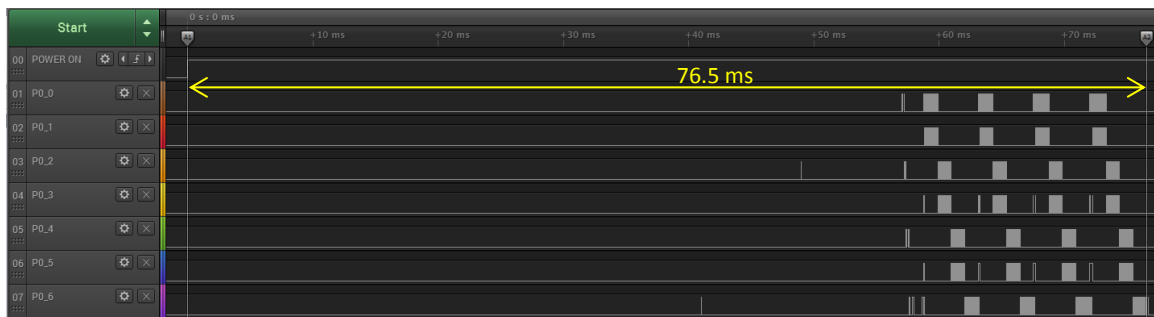 Start
0 s : 0 ms
A1 +10 ms +20 ms +30 ms +40 ms +50 ms +60 ms +70 ms A2
00 POWER ON
76.5 ms
01 P0_0
02 P0_1
03 P0_2
04 P0_3
05 P0_4
06 P0_5
07 P0_6